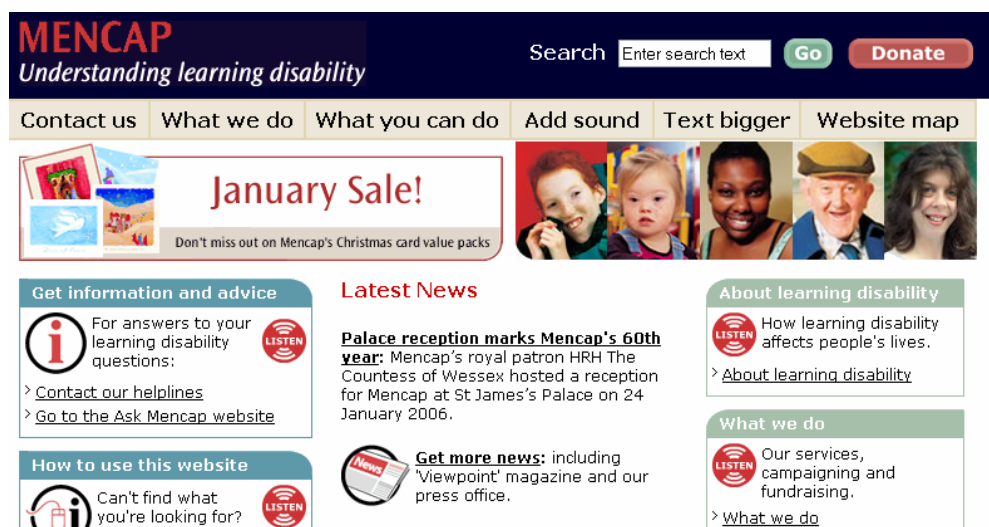 MENCAP
Understanding learning disability
Search
Enter search text
Go
Donate
Contact us
What we do
What you can do
Add sound
Text bigger
Website map
January Sale!
Don't miss out on Mencap's Christmas card value packs
Get information and advice
For answers to your
learning disability
questions:
LISTEN
> Contact our helplines
> Go to the Ask Mencap website
How to use this website
Can't find what
you're looking for?
LISTEN
Latest News
Palace reception marks Mencap's 60th
year: Mencap's royal patron HRH The
Countess of Wessex hosted a reception
for Mencap at St James's Palace on 24
January 2006.
News
Get more news: including
'Viewpoint' magazine and our
press office.
About learning disability
LISTEN
How learning disability
affects people's lives.
> About learning disability
What we do
LISTEN
Our services,
campaigning and
fundraising.
> What we do